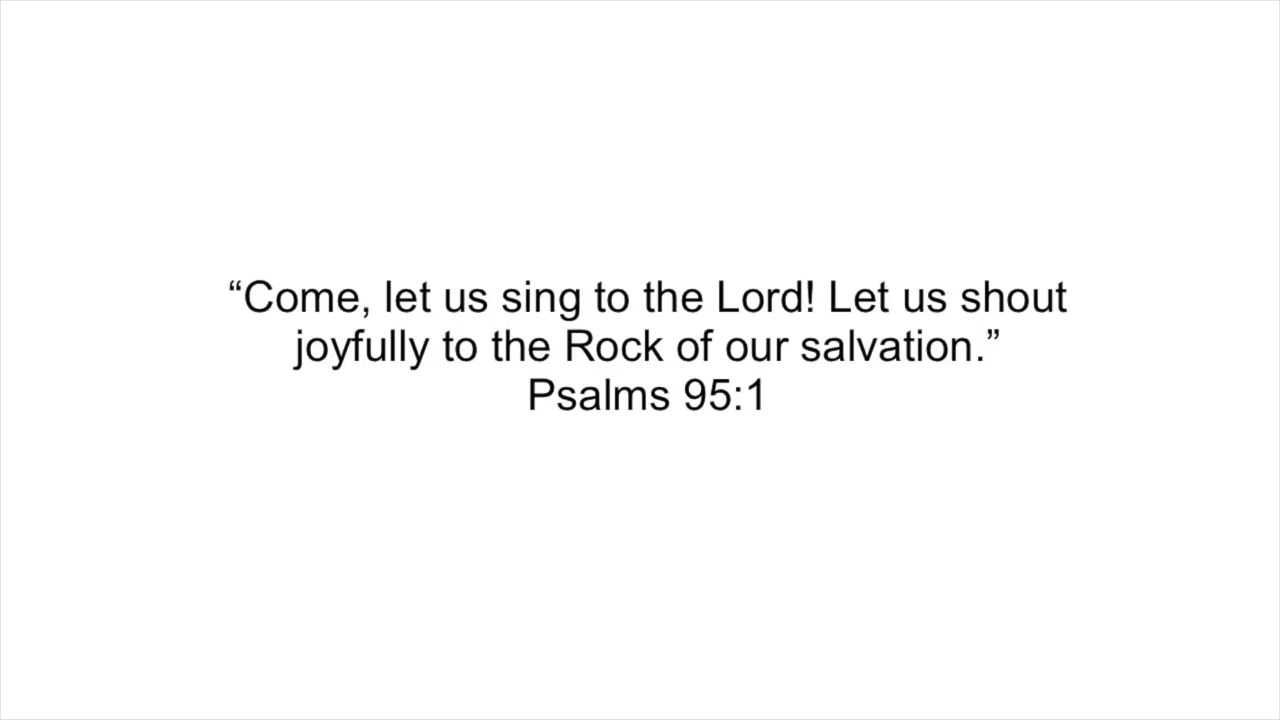 “Come, let us sing to the Lord! Let us shout
joyfully to the Rock of our salvation.”
Psalms 95:1